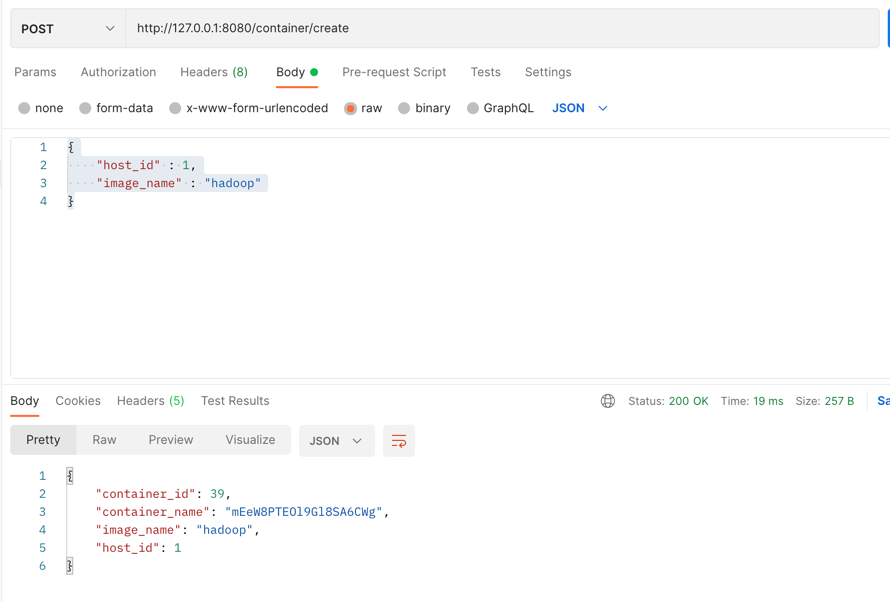 POST http://127.0.0.1:8080/container/create
Params Authorization Headers (8) Body Pre-request Script Tests Settings
none form-data x-www-form-urlencoded raw binary GraphQL JSON
1 {
2 "host_id" : 1,
3 "image_name" : "hadoop"
4 }
Body Cookies Headers (5) Test Results Status: 200 OK Time: 19 ms Size: 257 B Sa
Pretty Raw Preview Visualize JSON
1 {
2 "container_id": 39,
3 "container_name": "mEeW8PTEOl9Gl8SA6CWg",
4 "image_name": "hadoop",
5 "host_id": 1
6 }